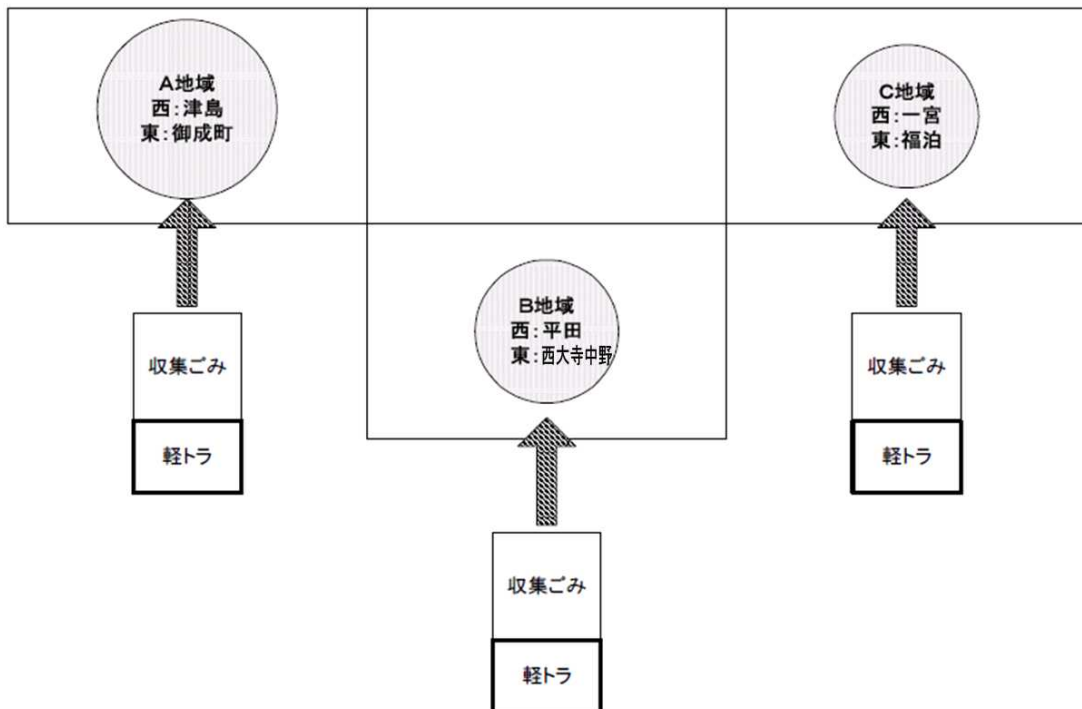 A地域
西:津島
東:御成町
C地域
西:一宮
東:福泊
B地域
西:平田
東:西大寺中野
収集ごみ
軽トラ
収集ごみ
軽トラ
収集ごみ
軽トラ